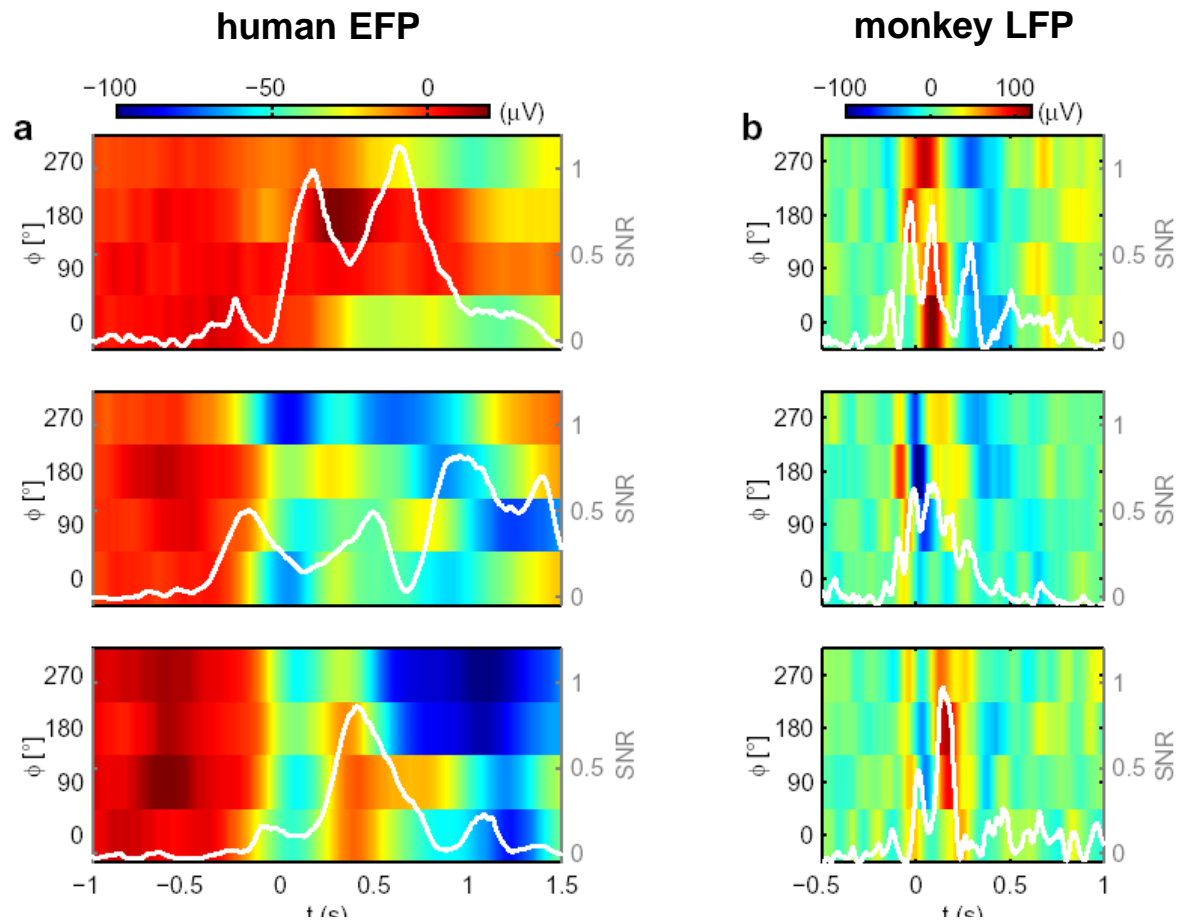 human EFP
monkey LFP
−100 −50 0 (µV)
−100 0 100 (µV)
a
270
180
90
0
ϕ [°]
1
0.5
0
SNR
b
270
180
90
0
ϕ [°]
1
0.5
0
SNR
270
180
90
0
ϕ [°]
1
0.5
0
SNR
270
180
90
0
ϕ [°]
1
0.5
0
SNR
270
180
90
0
ϕ [°]
1
0.5
0
SNR
−1 −0.5 0 0.5 1 1.5
t (s)
270
180
90
0
ϕ [°]
1
0.5
0
SNR
−0.5 0 0.5 1
t (s)